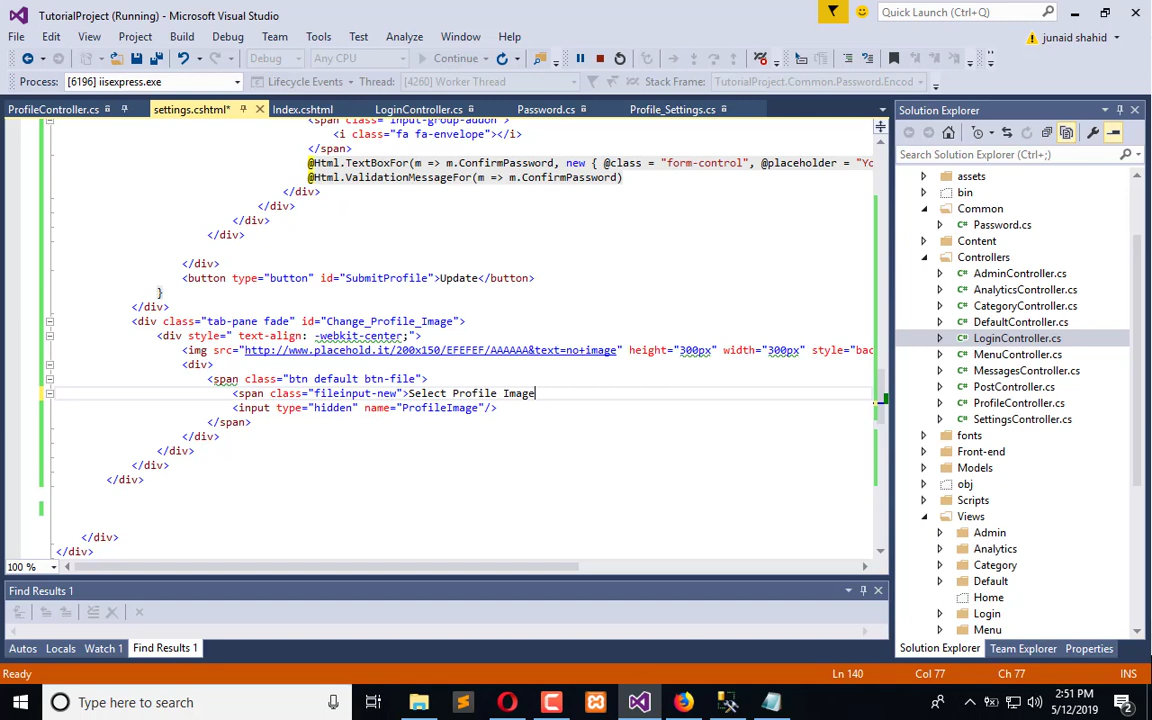 TutorialProject (Running) - Microsoft Visual Studio
Quick Launch (Ctrl+Q)
File Edit View Project Build Debug Team Tools Test Analyze Window Help
junaid shahid
Debug Any CPU Continue
Process: [6196] iisexpress.exe Lifecycle Events Thread: [4260] Worker Thread Stack Frame: TutorialProject.Common.Password.Encod
ProfileController.cs settings.cshtml* Index.cshtml LoginController.cs Password.cs Profile_Settings.cs
<span class="input-group-addon">
<i class="fa fa-envelope"></i>
</span>
@Html.TextBoxFor(m => m.ConfirmPassword, new { @class = "form-control", @placeholder = "Yo
@Html.ValidationMessageFor(m => m.ConfirmPassword)
</div>
</div>
</div>
</div>
</div>
<button type="button" id="SubmitProfile">Update</button>
}
</div>
<div class="tab-pane fade" id="Change_Profile_Image">
<div style=" text-align: -webkit-center;">
<img src="http://www.placehold.it/200x150/EFEFEF/AAAAAA&text=no+image" height="300px" width="300px" style="bac
<div>
<span class="btn default btn-file">
<span class="fileinput-new">Select Profile Image
<input type="hidden" name="ProfileImage"/>
</span>
</div>
</div>
</div>
</div>
</div>
</div>
100 %
Find Results 1
Autos Locals Watch 1 Find Results 1
Solution Explorer
Search Solution Explorer (Ctrl+;)
assets
bin
Common
Password.cs
Content
Controllers
AdminController.cs
AnalyticsController.cs
CategoryController.cs
DefaultController.cs
LoginController.cs
MenuController.cs
MessagesController.cs
PostController.cs
ProfileController.cs
SettingsController.cs
fonts
Front-end
Models
obj
Scripts
Views
Admin
Analytics
Category
Default
Home
Login
Menu
Solution Explorer Team Explorer Properties
Ready Ln 140 Col 77 Ch 77 INS
Type here to search
2:51 PM
5/12/2019
2